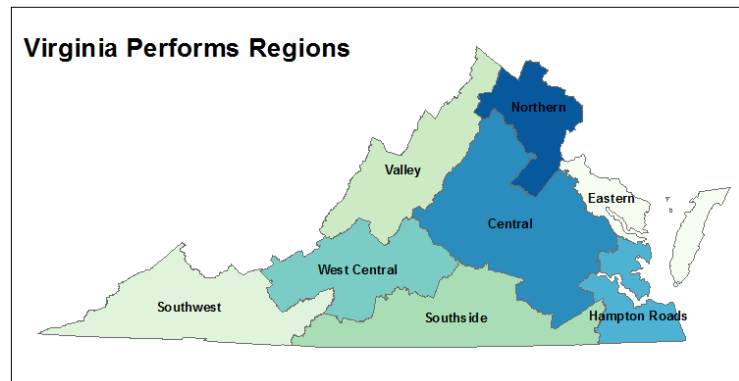 Virginia Performs Regions
Northern
Valley
Eastern
Central
West Central
Southwest
Southside
Hampton Roads